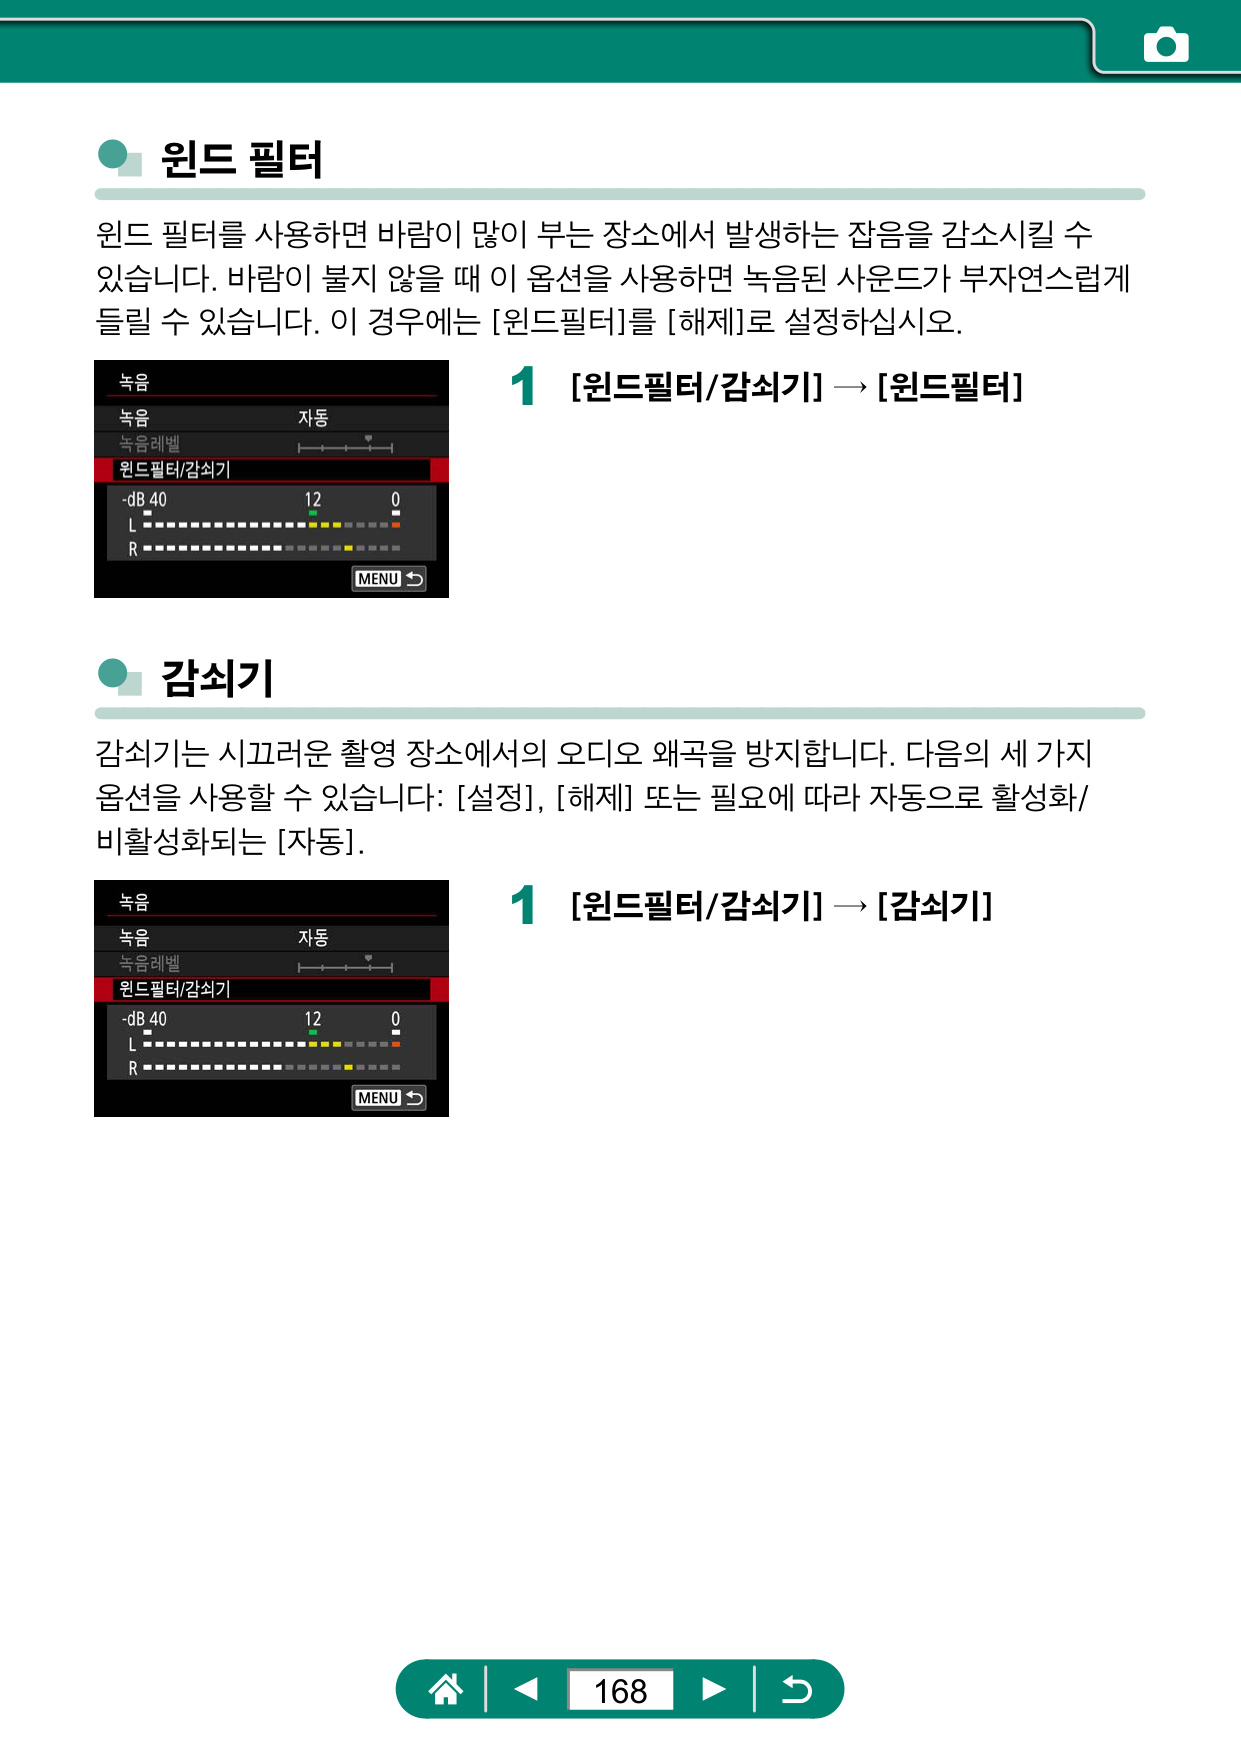 윈드 필터
윈드 필터를 사용하면 바람이 많이 부는 장소에서 발생하는 잡음을 감소시킬 수
있습니다. 바람이 불지 않을 때 이 옵션을 사용하면 녹음된 사운드가 부자연스럽게
들릴 수 있습니다. 이 경우에는 [윈드필터]를 [해제]로 설정하십시오.
녹음
녹음 자동
녹음레벨
윈드필터/감쇠기
-dB 40 12 0
L
R
MENU
1 [윈드필터/감쇠기] → [윈드필터]
감쇠기
감쇠기는 시끄러운 촬영 장소에서의 오디오 왜곡을 방지합니다. 다음의 세 가지
옵션을 사용할 수 있습니다: [설정], [해제] 또는 필요에 따라 자동으로 활성화/
비활성화되는 [자동].
녹음
녹음 자동
녹음레벨
윈드필터/감쇠기
-dB 40 12 0
L
R
MENU
1 [윈드필터/감쇠기] → [감쇠기]
168